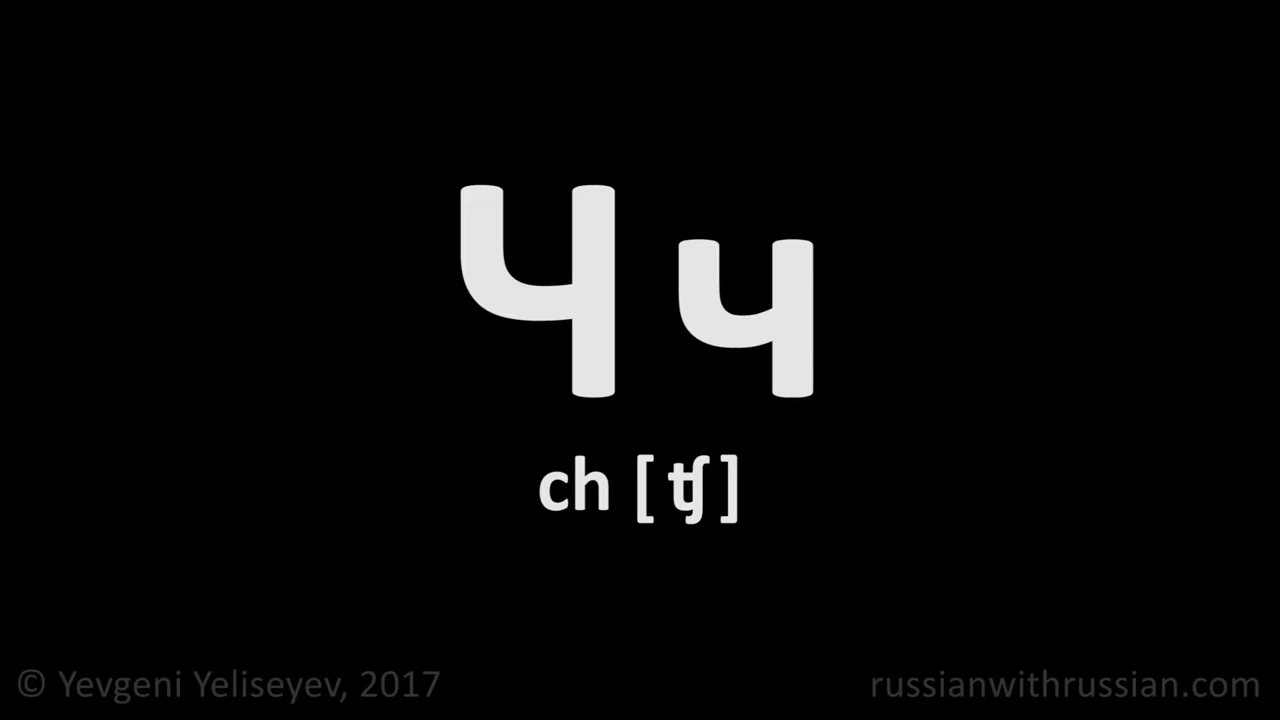 Ч ч
ch [ʧ]
© Yevgeni Yeliseyev, 2017
russianwithrussian.com